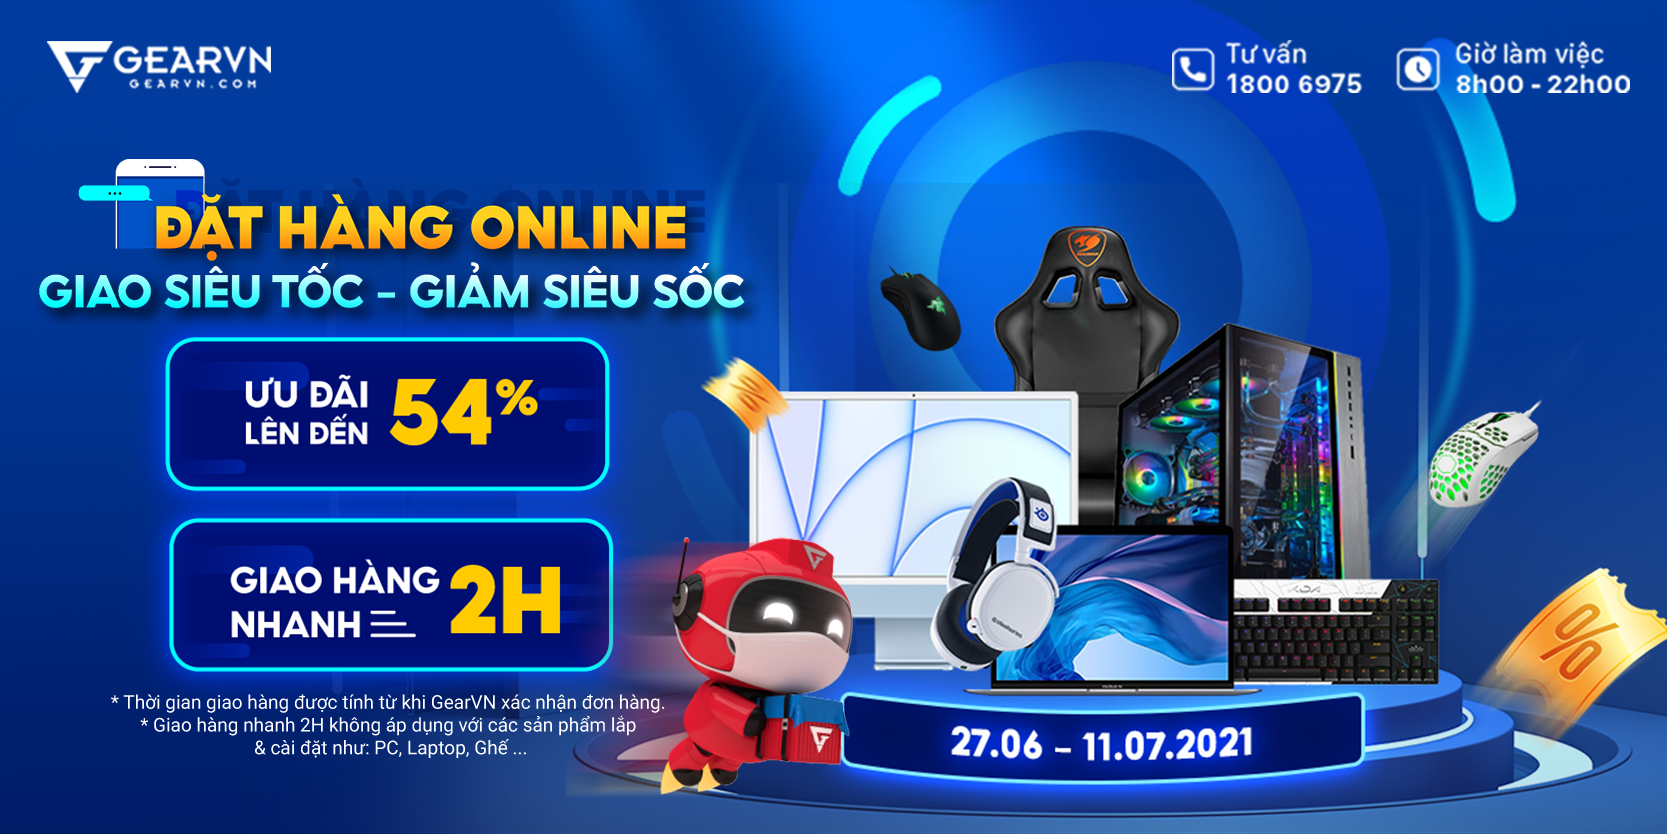 GEARVN
GEARVN.COM
Tư vấn
1800 6975
Giờ làm việc
8h00 - 22h00
ĐẶT HÀNG ONLINE
GIAO SIÊU TỐC - GIẢM SIÊU SỐC
ƯU ĐÃI
LÊN ĐẾN
54%
GIAO HÀNG
NHANH
2H
* Thời gian giao hàng được tính từ khi GearVN xác nhận đơn hàng.
* Giao hàng nhanh 2H không áp dụng với các sản phẩm lắp
& cài đặt như: PC, Laptop, Ghế ...
27.06 - 11.07.2021
%
steelseries
K/DA